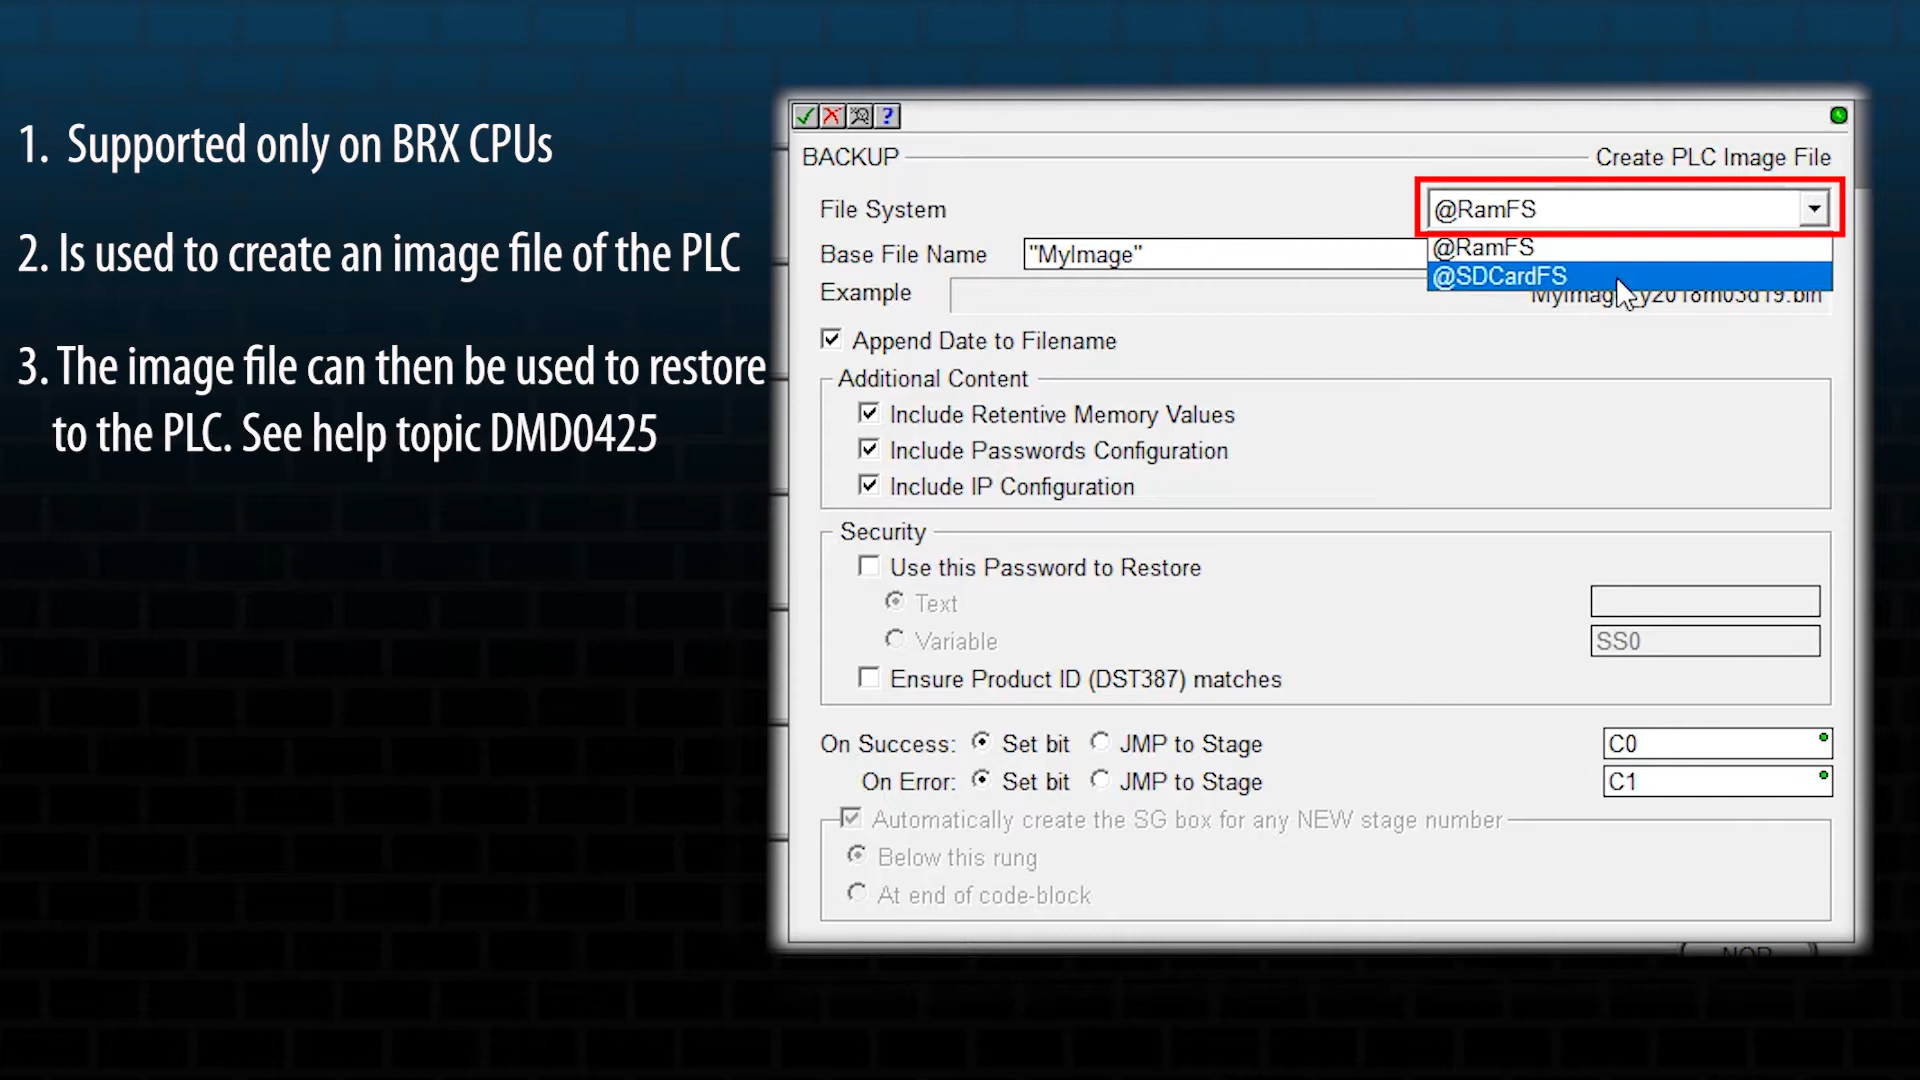 1. Supported only on BRX CPUs
2. Is used to create an image file of the PLC
3. The image file can then be used to restore
to the PLC. See help topic DMD0425
BACKUP
Create PLC Image File
File System
@RamFS
@RamFS
@SDCardFS
Base File Name
"MyImage"
Example
Append Date to Filename
Additional Content
Include Retentive Memory Values
Include Passwords Configuration
Include IP Configuration
Security
Use this Password to Restore
Text
Variable
SS0
Ensure Product ID (DST387) matches
On Success: Set bit JMP to Stage C0
On Error: Set bit JMP to Stage C1
Automatically create the SG box for any NEW stage number
Below this rung
At end of code-block